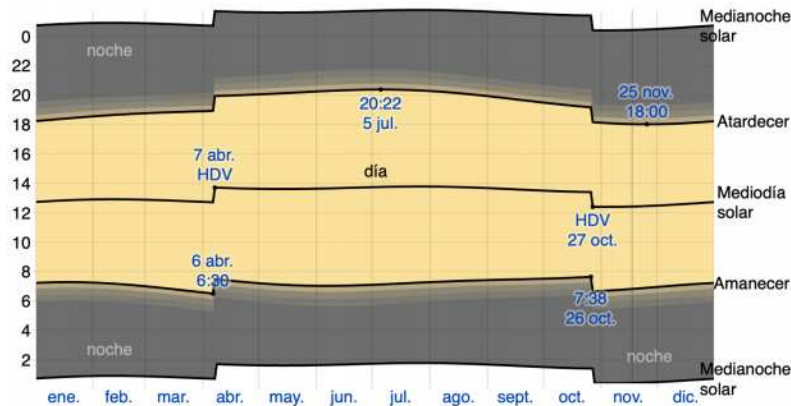 Medianoche
solar
0
noche
22
20
20:22
5 jul.
25 nov.
18:00
Atardecer
18
16
7 abr.
HDV
día
14
Mediodía
solar
12
HDV
27 oct.
10
6 abr.
6:30
8
Amanecer
6
7:38
26 oct.
4
noche
noche
2
Medianoche
solar
ene. feb. mar. abr. may. jun. jul. ago. sept. oct. nov. dic.